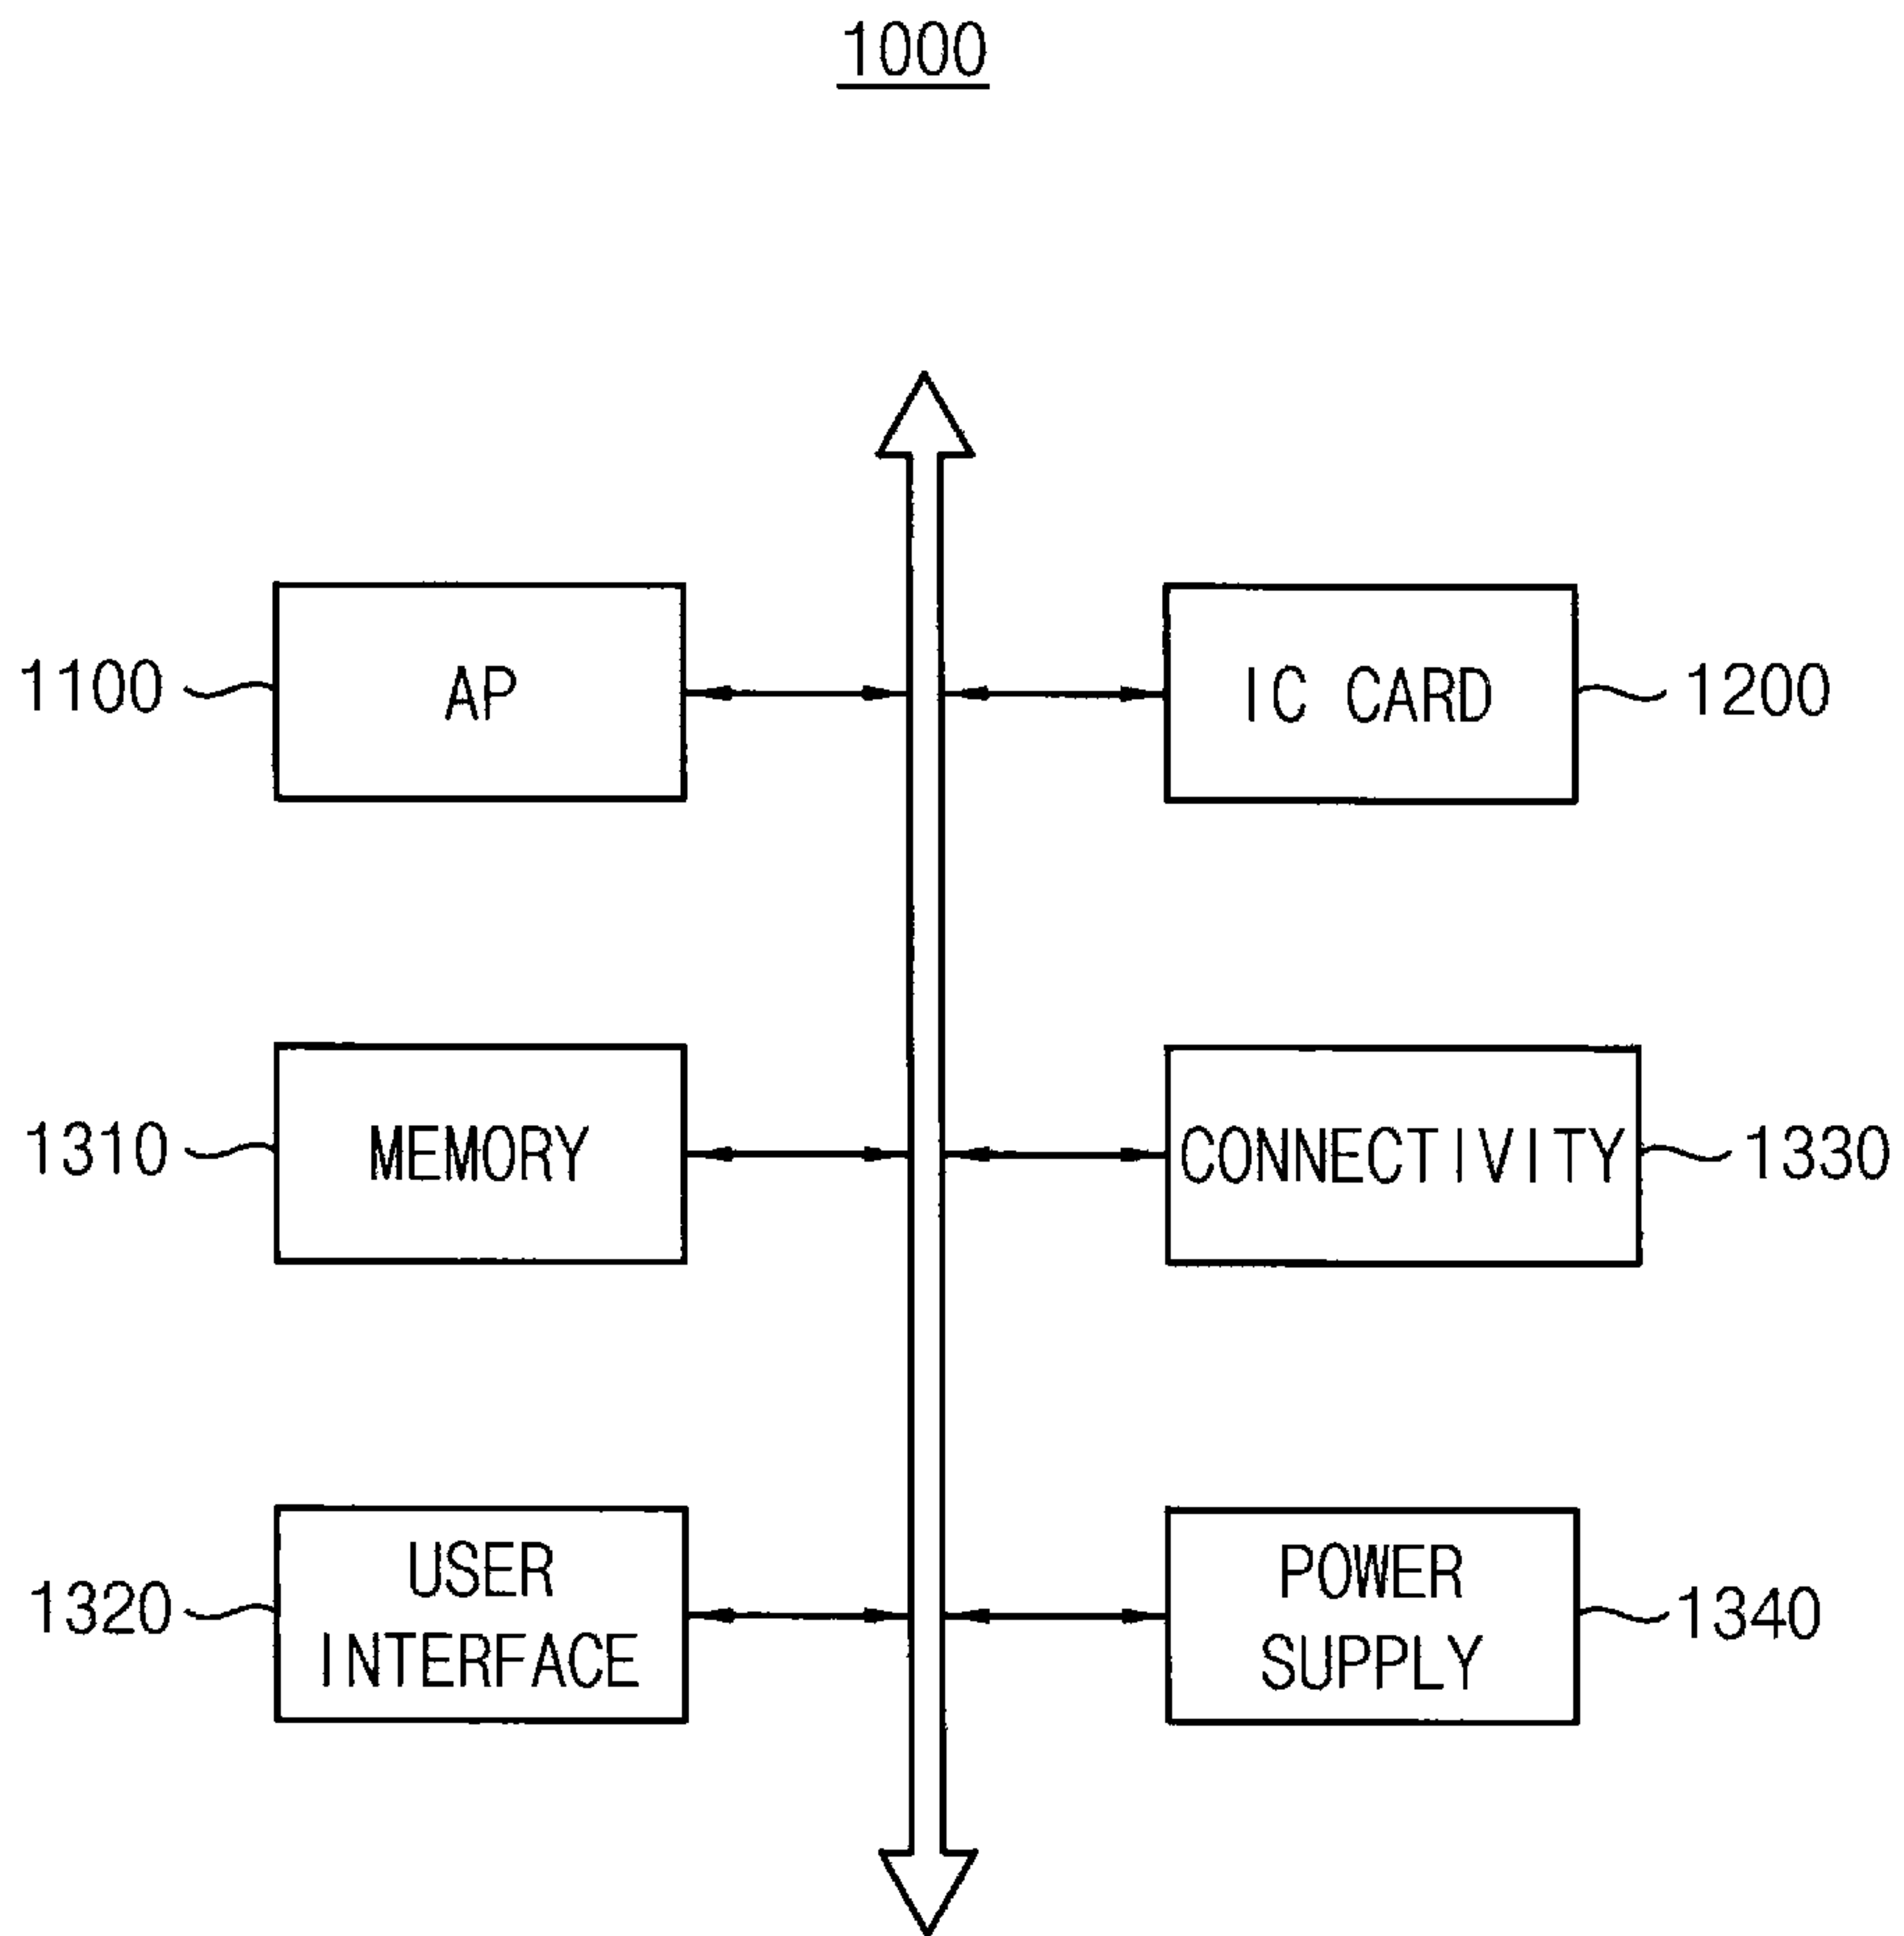 1000
1100
AP
IC CARD
1200
1310
MEMORY
CONNECTIVITY
1330
1320
USER
INTERFACE
POWER
SUPPLY
1340